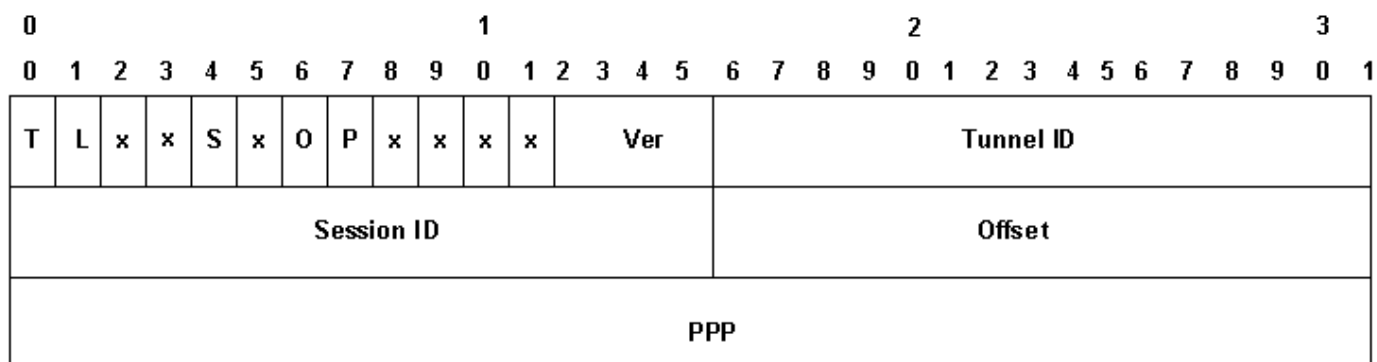 0 1 2 3
0 1 2 3 4 5 6 7 8 9 0 1 2 3 4 5 6 7 8 9 0 1 2 3 4 5 6 7 8 9 0 1
T L x x S x O P x x x x Ver Tunnel ID
Session ID Offset
PPP